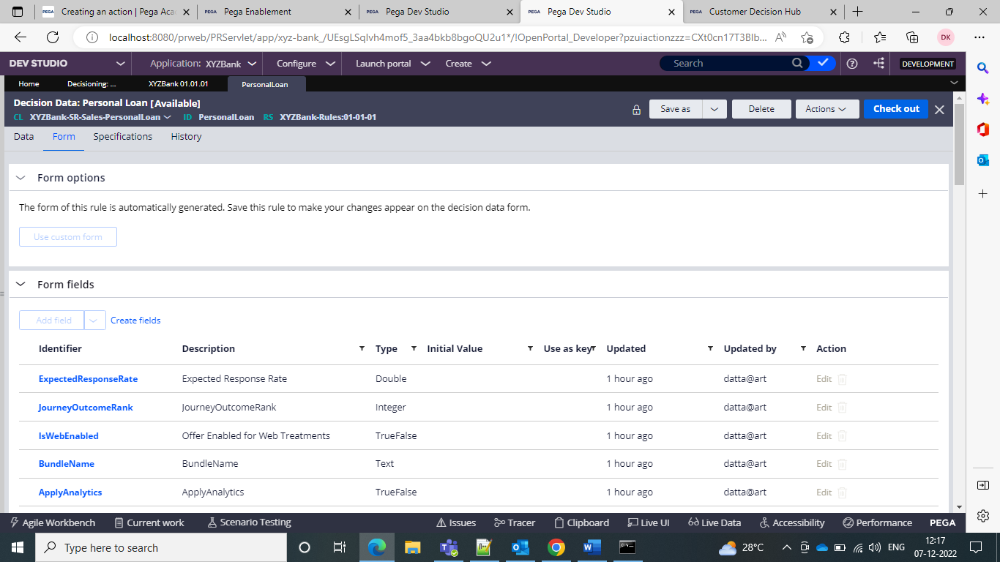 PEGA Creating an action | Pega Aca
PEGA Pega Enablement
PEGA Pega Dev Studio
PEGA Pega Dev Studio
PEGA Customer Decision Hub
localhost:8080/prweb/PRServlet/app/xyz-bank_/UEsgLSqIvh4mof5_3aa4bkb8bgoQU2u1*/!OpenPortal_Developer?pzuiactionzzz=CXt0cn17T3BIb...
DK
DEV STUDIO Application: XYZBank Configure Launch portal Create Search DEVELOPMENT
Home Decisioning: ... XYZBank 01.01.01 PersonalLoan
Decision Data: Personal Loan [Available]
CL XYZBank-SR-Sales-PersonalLoan ID PersonalLoan RS XYZBank-Rules:01-01-01
Save as Delete Actions Check out
Data Form Specifications History
Form options
The form of this rule is automatically generated. Save this rule to make your changes appear on the decision data form.
Use custom form
Form fields
Add field Create fields
Identifier Description Type Initial Value Use as key Updated Updated by Action
ExpectedResponseRate Expected Response Rate Double 1 hour ago datta@art Edit
JourneyOutcomeRank JourneyOutcomeRank Integer 1 hour ago datta@art Edit
IsWebEnabled Offer Enabled for Web Treatments TrueFalse 1 hour ago datta@art Edit
BundleName BundleName Text 1 hour ago datta@art Edit
ApplyAnalytics ApplyAnalytics TrueFalse 1 hour ago datta@art Edit
Agile Workbench Current work Scenario Testing Issues Tracer Clipboard Live UI Live Data Accessibility Performance PEGA
Type here to search
28°C
ENG
12:17
07-12-2022